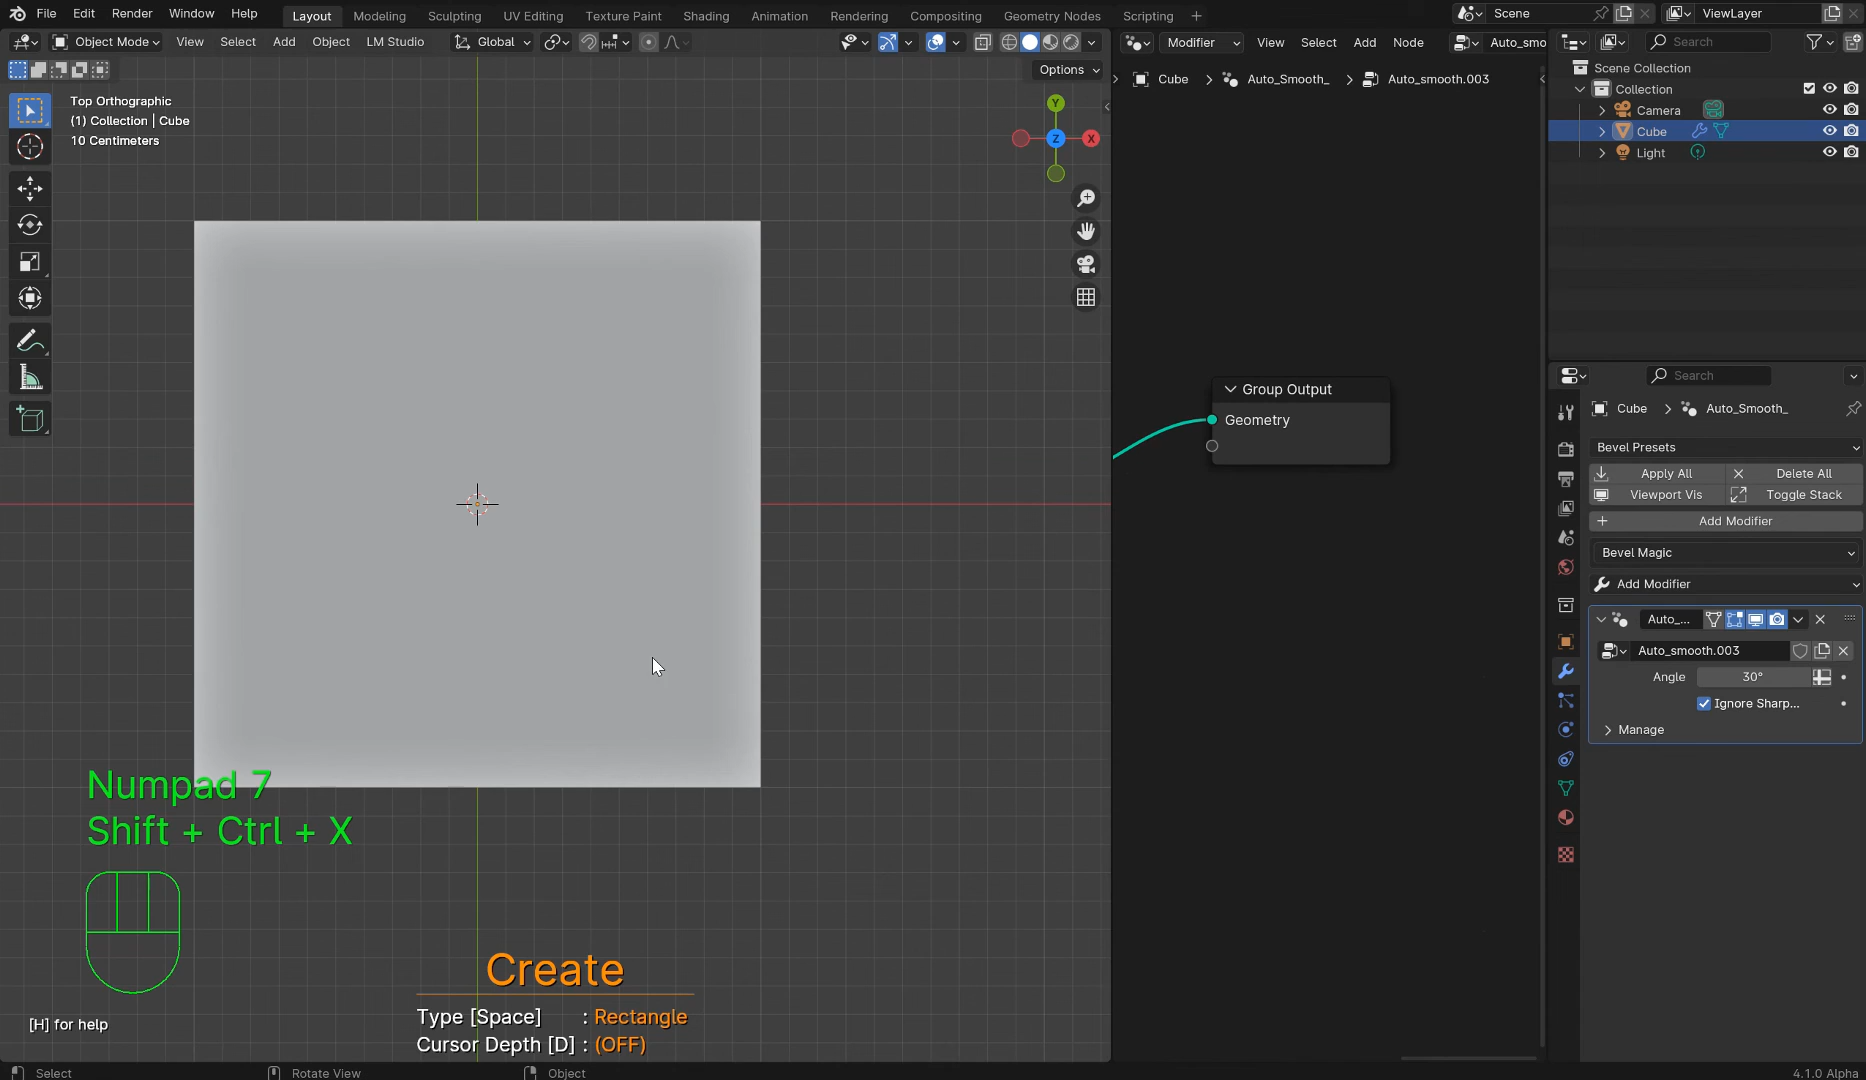 File Edit Render Window Help Layout Modeling Sculpting UV Editing Texture Paint Shading Animation Rendering Compositing Geometry Nodes Scripting + Scene ViewLayer
Object Mode View Select Add Object LM Studio Global
Modifier View Select Add Node Auto_smo
Search
Options
Cube > Auto_Smooth_ > Auto_smooth.003
Scene Collection
Collection
Camera
Cube
Light
Top Orthographic
(1) Collection | Cube
10 Centimeters
Y
Z
X
Group Output
Geometry
Search
Cube > Auto_Smooth_
Bevel Presets
Apply All Delete All
Viewport Vis Toggle Stack
Add Modifier
Bevel Magic
Add Modifier
Auto_...
Auto_smooth.003
Angle 30°
Ignore Sharp...
Manage
Numpad 7
Shift + Ctrl + X
Create
Type [Space] : Rectangle
Cursor Depth [D] : (OFF)
[H] for help
Select Rotate View Object 4.1.0 Alpha